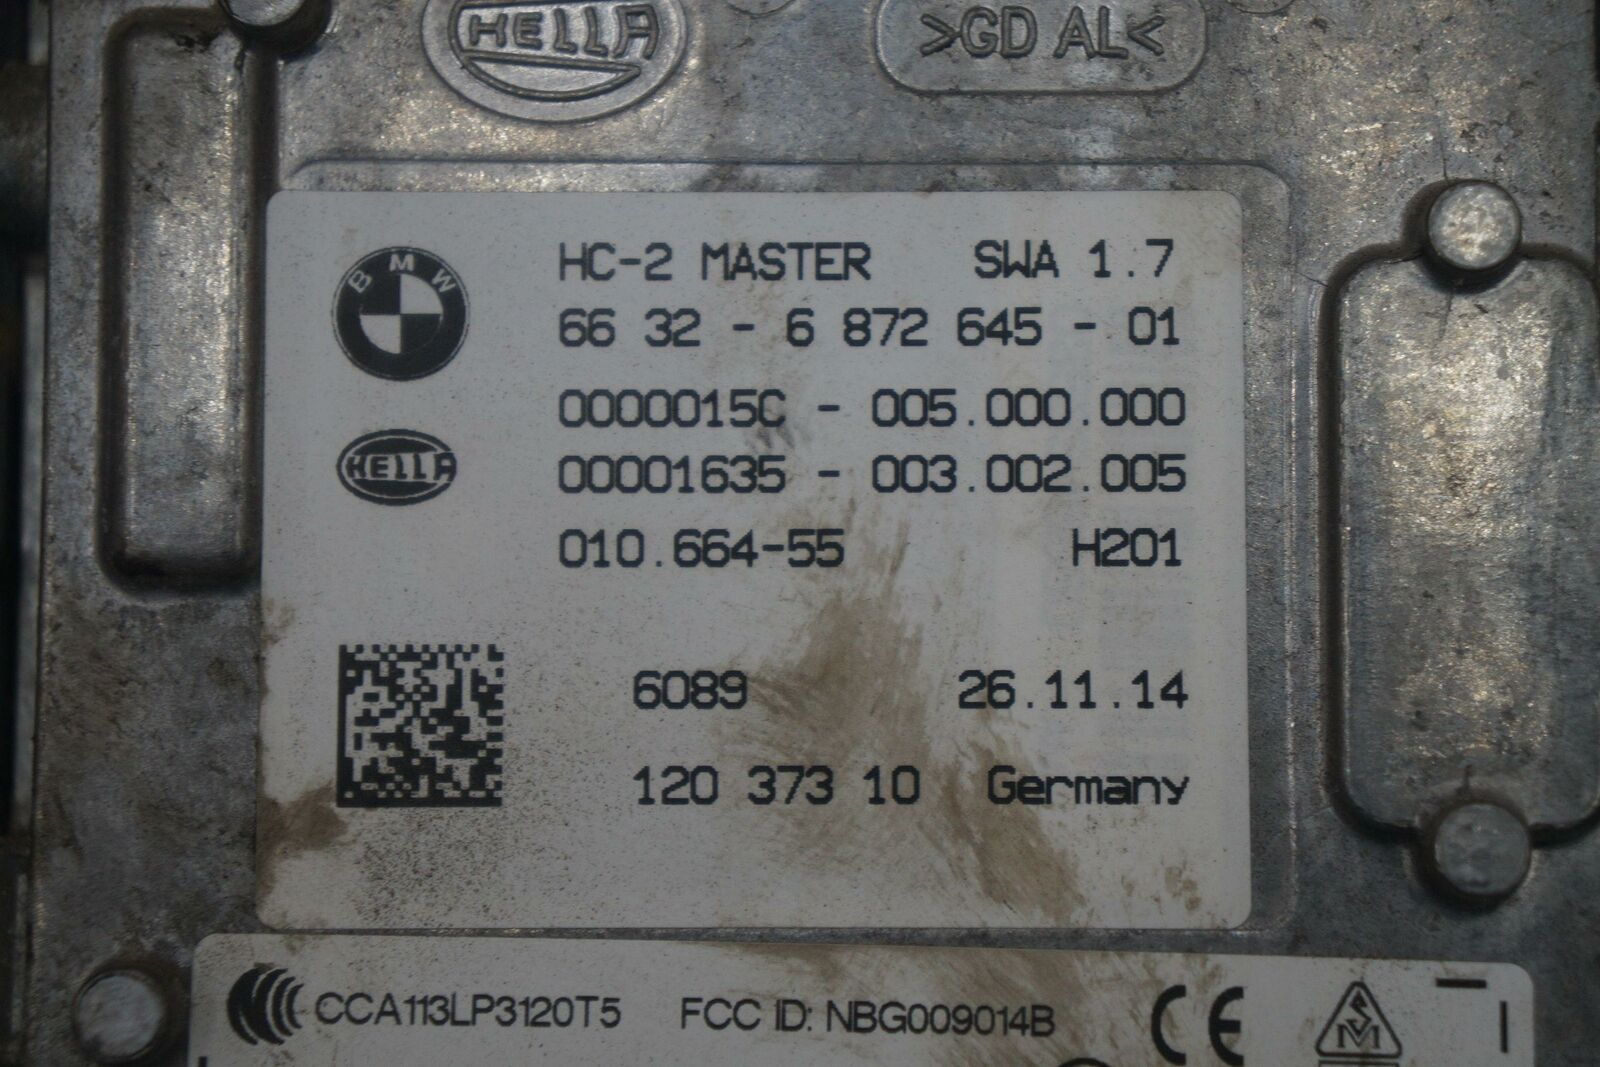 HELLA >GD AL<
BMW HC-2 MASTER SWA 1.7
66 32 - 6 872 645 - 01
0000015C - 005.000.000
HELLA 00001635 - 003.002.005
010.664-55 H201
6089 26.11.14
120 373 10 Germany
CCA113LP3120T5 FCC ID: NBG009014B CE